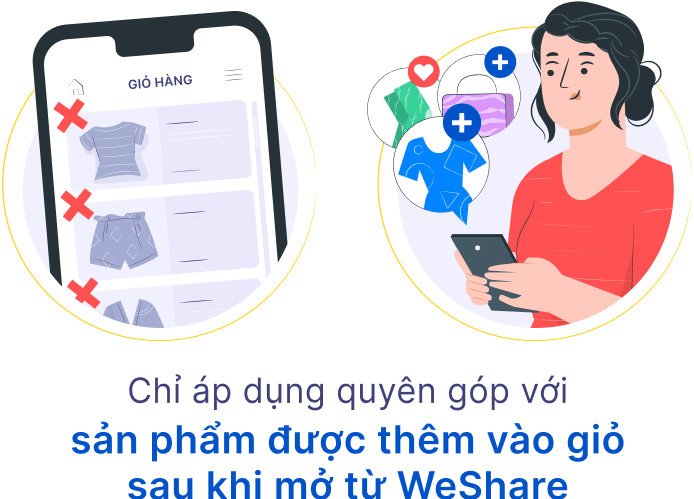 GIỎ HÀNG
Chỉ áp dụng quyên góp với
sản phẩm được thêm vào giỏ
sau khi mở từ WeShare